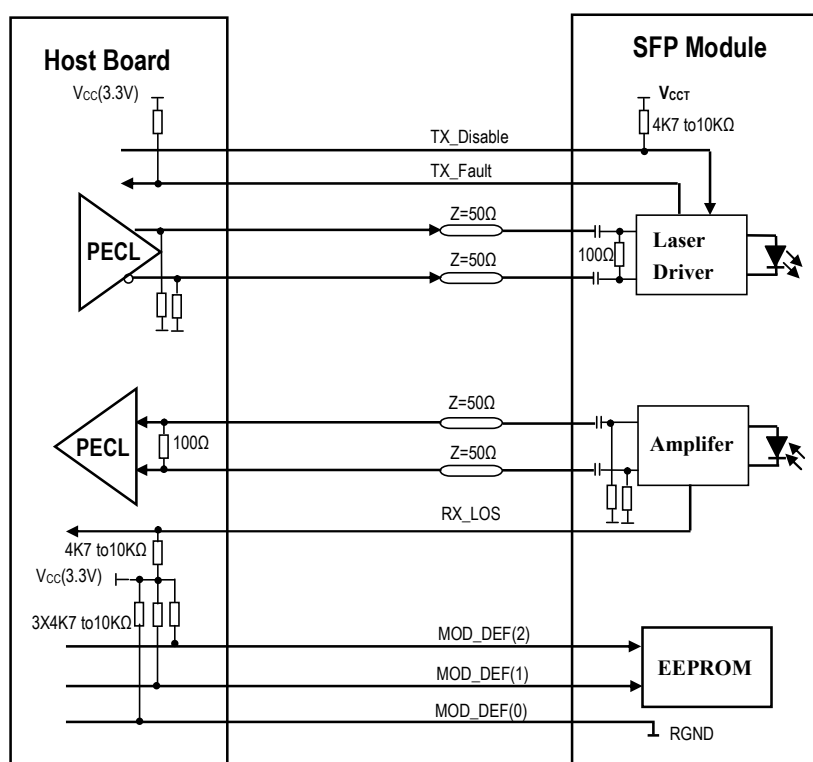 Host Board
SFP Module
Vcc(3.3V)
VCCT
4K7 to10KΩ
TX_Disable
TX_Fault
Z=50Ω
PECL
100Ω
Laser
Driver
Z=50Ω
Z=50Ω
PECL
100Ω
Amplifer
Z=50Ω
RX_LOS
4K7 to10KΩ
Vcc(3.3V)
3X4K7 to10KΩ
MOD_DEF(2)
EEPROM
MOD_DEF(1)
MOD_DEF(0)
RGND